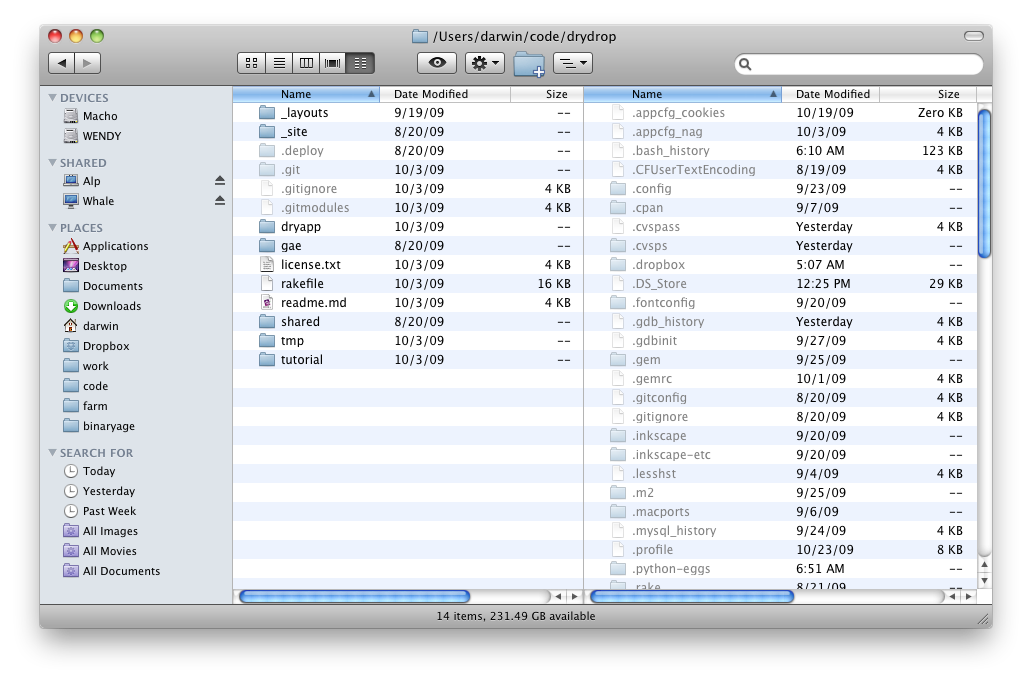 /Users/darwin/code/drydrop
DEVICES
Macho
WENDY
SHARED
Alp
Whale
PLACES
Applications
Desktop
Documents
Downloads
darwin
Dropbox
work
code
farm
binaryage
SEARCH FOR
Today
Yesterday
Past Week
All Images
All Movies
All Documents
Name Date Modified Size
_layouts 9/19/09 --
_site 8/20/09 --
.deploy 8/20/09 --
.git 10/3/09 --
.gitignore 10/3/09 4 KB
.gitmodules 10/3/09 4 KB
dryapp 10/3/09 --
gae 8/20/09 --
license.txt 10/3/09 4 KB
rakefile 10/3/09 16 KB
readme.md 10/3/09 4 KB
shared 8/20/09 --
tmp 10/3/09 --
tutorial 10/3/09 --
Name Date Modified Size
.appcfg_cookies 10/19/09 Zero KB
.appcfg_nag 10/3/09 4 KB
.bash_history 6:10 AM 123 KB
.CFUserTextEncoding 8/19/09 4 KB
.config 9/23/09 --
.cpan 9/7/09 --
.cvspass Yesterday 4 KB
.cvsps Yesterday --
.dropbox 5:07 AM --
.DS_Store 12:25 PM 29 KB
.fontconfig 9/20/09 --
.gdb_history Yesterday 4 KB
.gdbinit 9/27/09 4 KB
.gem 9/25/09 --
.gemrc 10/1/09 4 KB
.gitconfig 8/20/09 4 KB
.gitignore 8/20/09 4 KB
.inkscape 9/20/09 --
.inkscape-etc 9/20/09 --
.lesshst 9/4/09 4 KB
.m2 9/25/09 --
.macports 9/6/09 --
.mysql_history 9/24/09 4 KB
.profile 10/23/09 8 KB
.python-eggs 6:51 AM --
.rake 8/21/09 --
14 items, 231.49 GB available